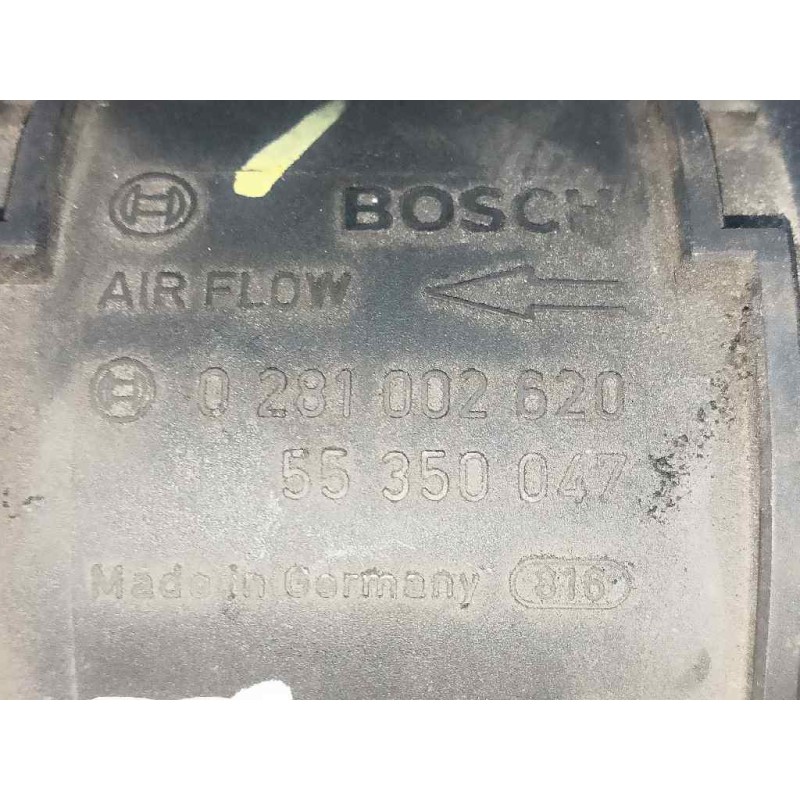 BOSCH
AIR FLOW
0 281 002 620
55 350 047
Made in Germany 816